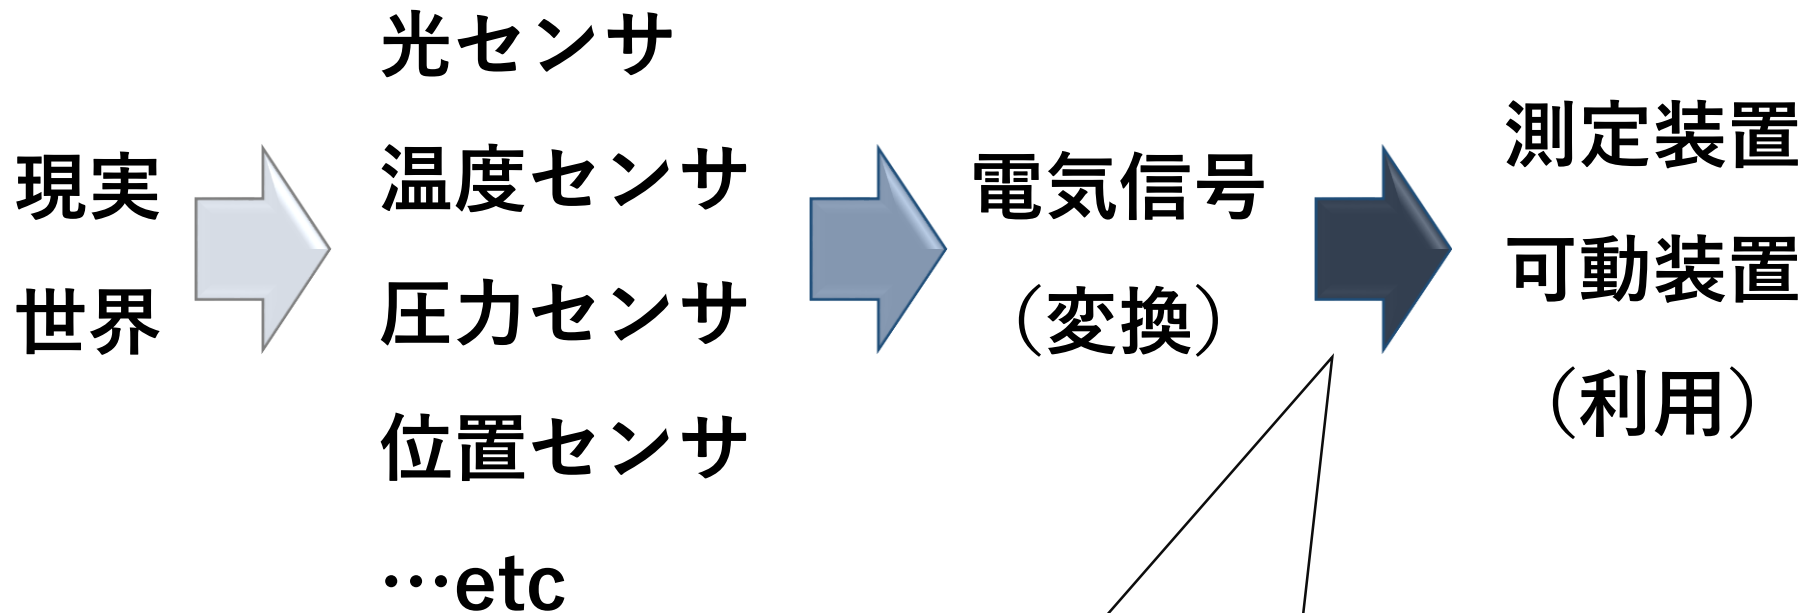 現実
世界
光センサ
温度センサ
圧力センサ
位置センサ
…etc
電気信号
（変換）
測定装置
可動装置
（利用）